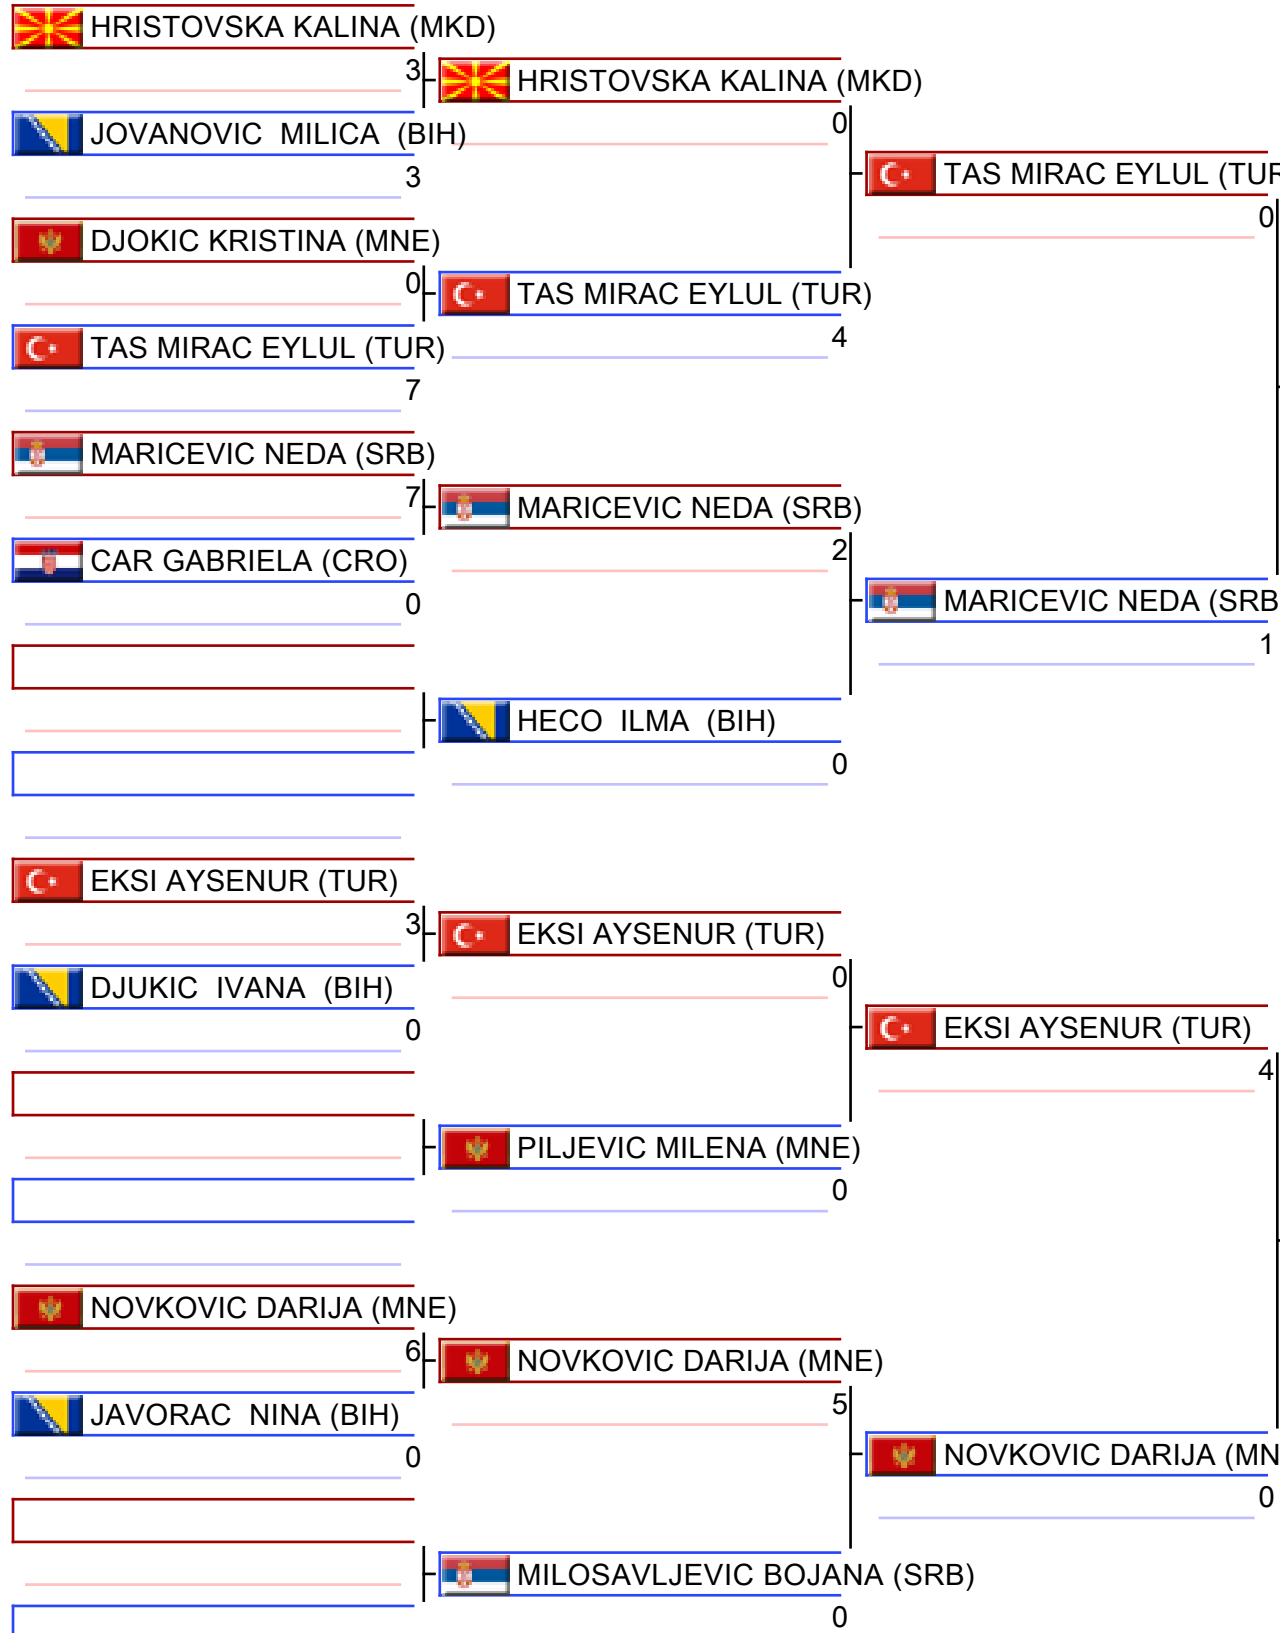 HRISTOVSKA KALINA (MKD)
3
JOVANOVIC MILICA (BIH)
3
DJOKIC KRISTINA (MNE)
0
TAS MIRAC EYLUL (TUR)
7
MARICEVIC NEDA (SRB)
7
CAR GABRIELA (CRO)
0
EKSI AYSENUR (TUR)
3
DJUKIC IVANA (BIH)
0
NOVKOVIC DARIJA (MNE)
6
JAVORAC NINA (BIH)
0
HRISTOVSKA KALINA (MKD)
0
TAS MIRAC EYLUL (TUR)
4
MARICEVIC NEDA (SRB)
2
HECO ILMA (BIH)
0
EKSI AYSENUR (TUR)
0
PILJEVIC MILENA (MNE)
0
NOVKOVIC DARIJA (MNE)
5
MILOSAVLJEVIC BOJANA (SRB)
0
TAS MIRAC EYLUL (TUR
0
MARICEVIC NEDA (SRB
1
EKSI AYSENUR (TUR)
4
NOVKOVIC DARIJA (MN
0